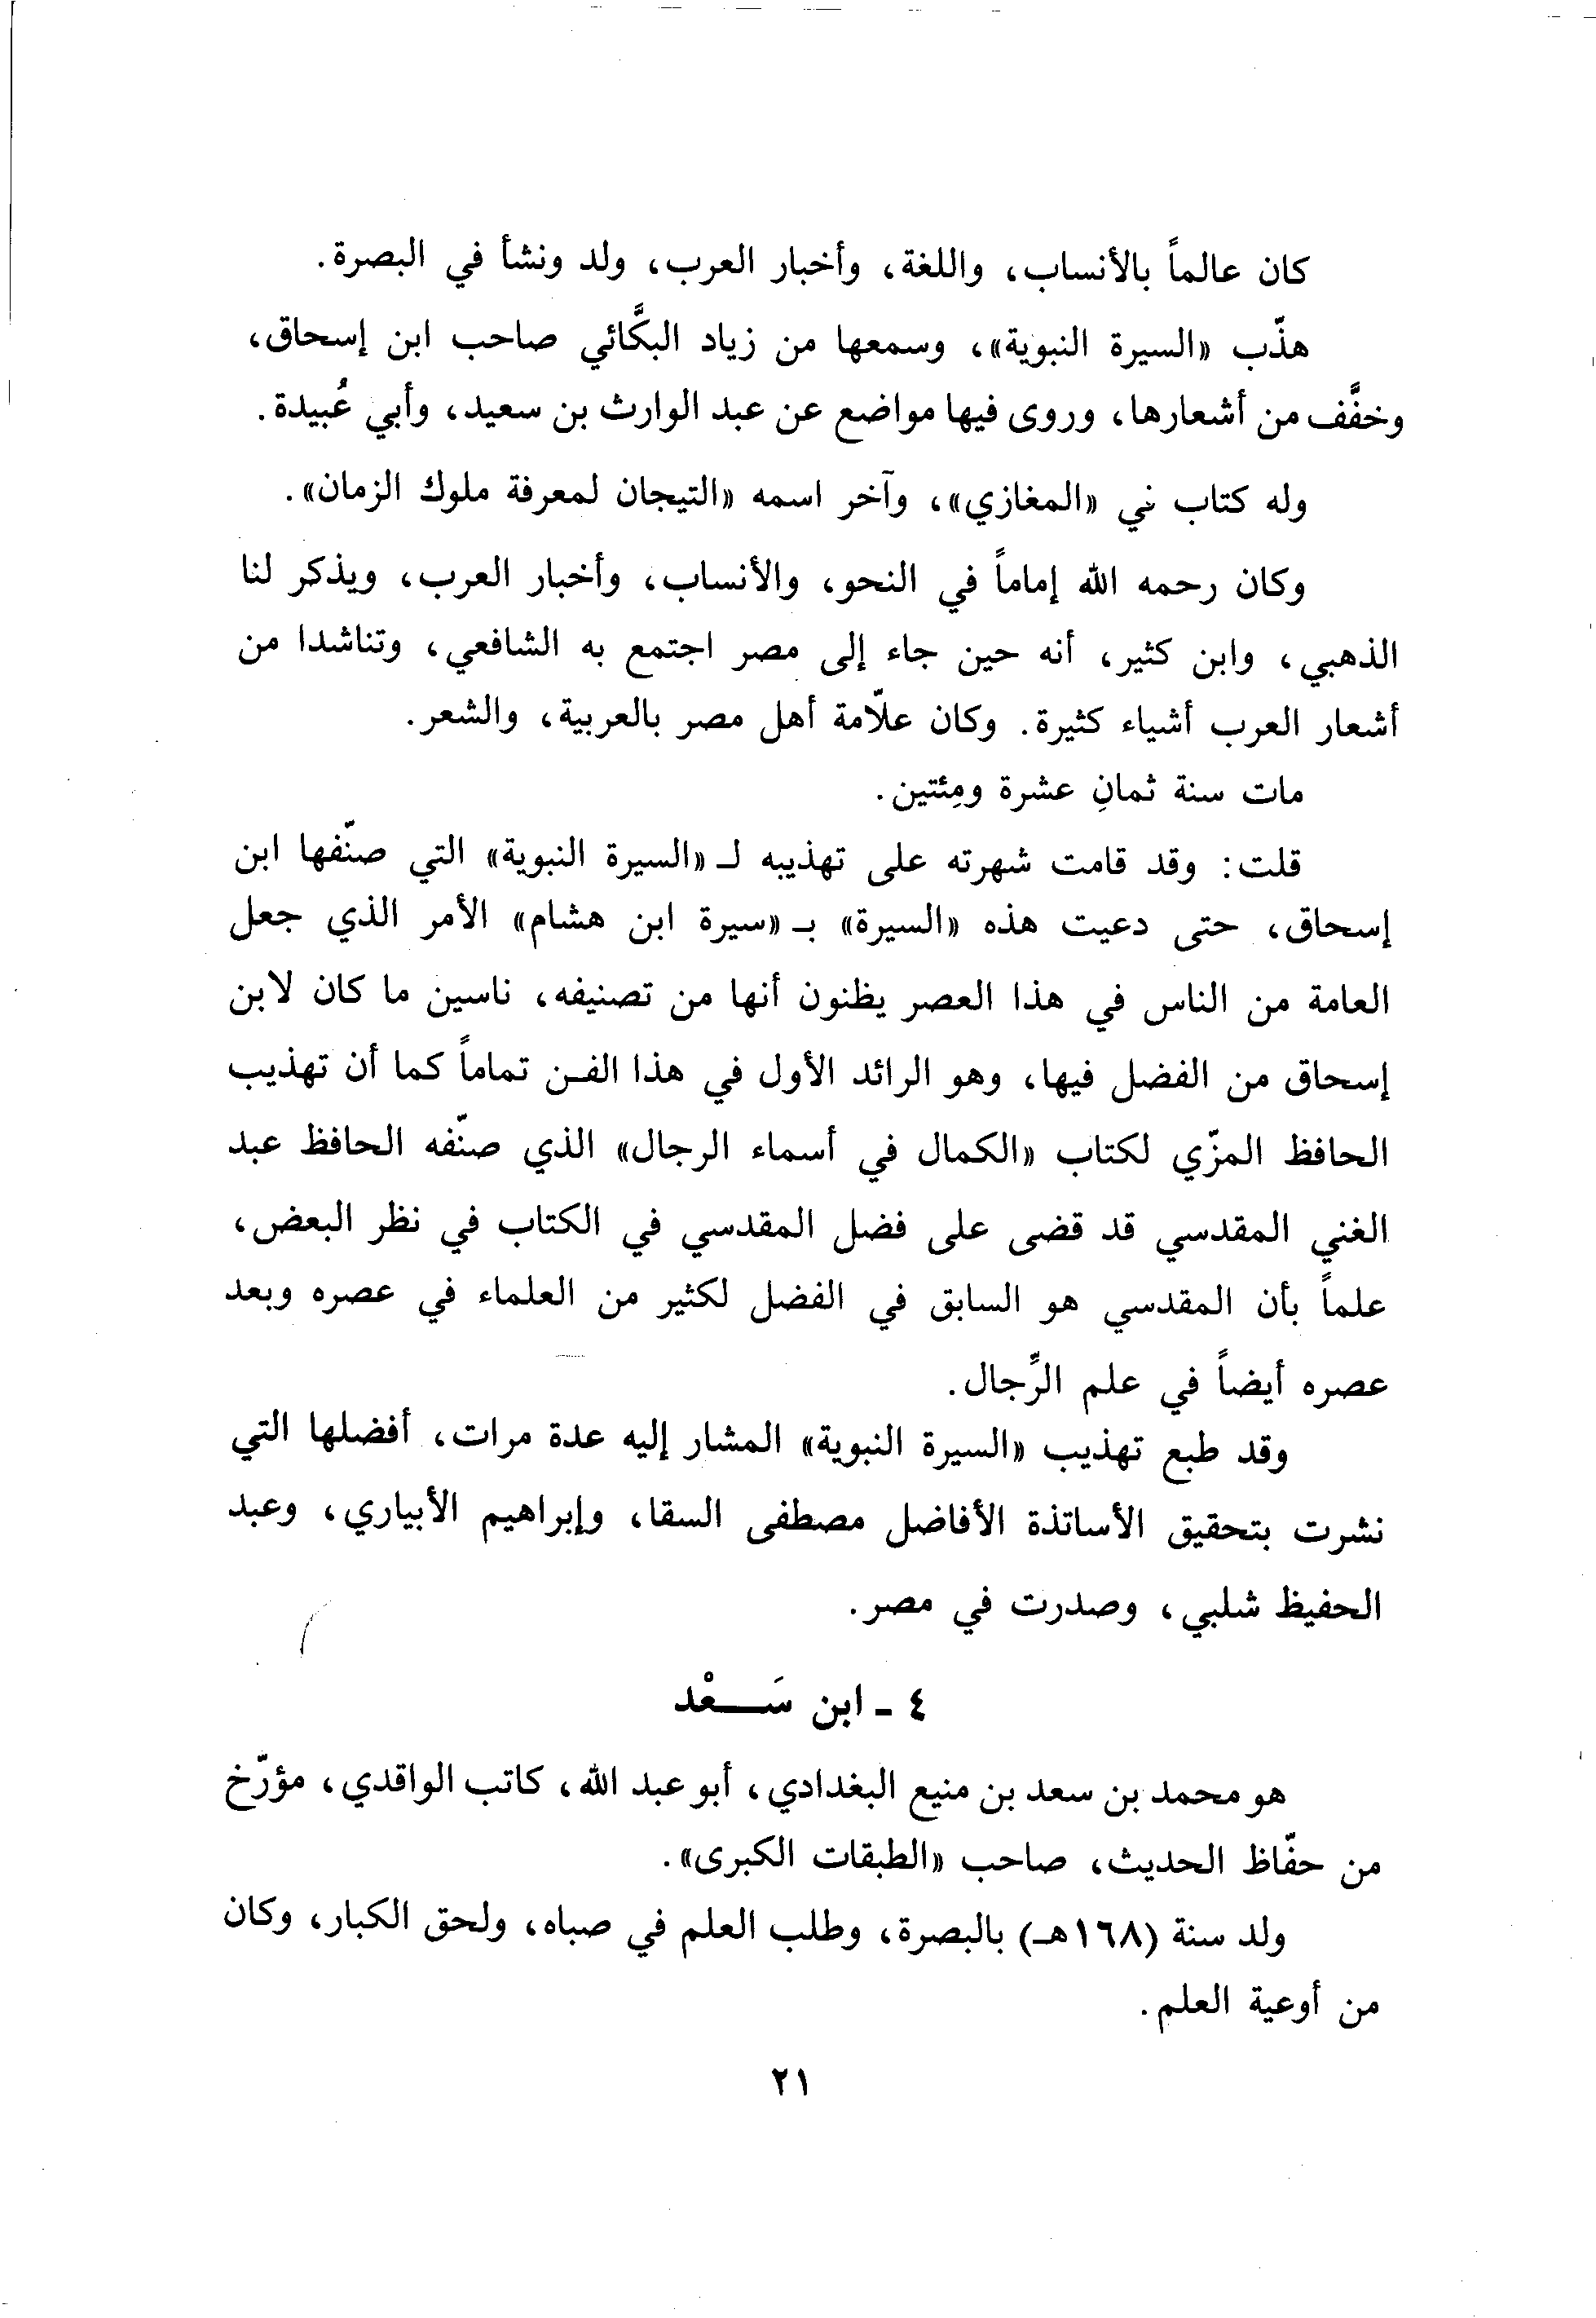 كان عالماً بالأنساب، واللغة، وأخبار العرب، ولد ونشأ في البصرة.
هذّب «السيرة النبوية»، وسمعها من زياد البكَّائي صاحب ابن إسحاق،
وخفَّف من أشعارها، وروى فيها مواضع عن عبد الوارث بن سعيد، وأبي عُبيدة.
وله كتاب في «المغازي»، وآخر اسمه «التيجان لمعرفة ملوك الزمان».
وكان رحمه الله إماماً في النحو، والأنساب، وأخبار العرب، ويذكر لنا
الذهبي، وابن كثير، أنه حين جاء إلى مصر اجتمع به الشافعي، وتناشدا من
أشعار العرب أشياء كثيرة. وكان علاّمة أهل مصر بالعربية، والشعر.
مات سنة ثمانِ عشرة ومِئتين.
قلت: وقد قامت شهرته على تهذيبه لـ «السيرة النبوية» التي صنّفها ابن
إسحاق، حتى دعيت هذه «السيرة» بـ «سيرة ابن هشام» الأمر الذي جعل
العامة من الناس في هذا العصر يظنون أنها من تصنيفه، ناسين ما كان لابن
إسحاق من الفضل فيها، وهو الرائد الأول في هذا الفـن تماماً كما أن تهذيب
الحافظ المزّي لكتاب «الكمال في أسماء الرجال» الذي صنّفه الحافظ عبد
الغني المقدسي قد قضى على فضل المقدسي في الكتاب في نظر البعض،
علماً بأن المقدسي هو السابق في الفضل لكثير من العلماء في عصره وبعد
عصره أيضاً في علم الرِّجال.
وقد طبع تهذيب «السيرة النبوية» المشار إليه عدة مرات، أفضلها التي
نشرت بتحقيق الأساتذة الأفاضل مصطفى السقا، وإبراهيم الأبياري، وعبد
الحفيظ شلبي، وصدرت في مصر.
٤ - ابن سَـــعْد
هو محمد بن سعد بن منيع البغدادي، أبو عبد الله، كاتب الواقدي، مؤرّخ
من حفّاظ الحديث، صاحب «الطبقات الكبرى».
ولد سنة (١٦٨هـ) بالبصرة، وطلب العلم في صباه، ولحق الكبار، وكان
من أوعية العلم.
٢١